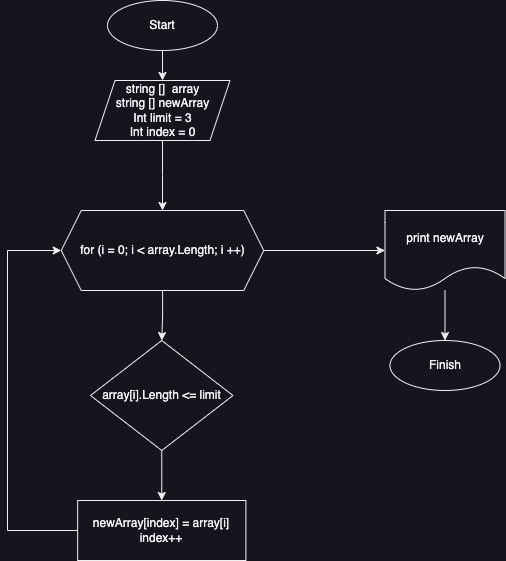 Start
string [] array
string [] newArray
Int limit = 3
Int index = 0
for (i = 0; i < array.Length; i ++)
print newArray
Finish
array[i].Length <= limit
newArray[index] = array[i]
index++